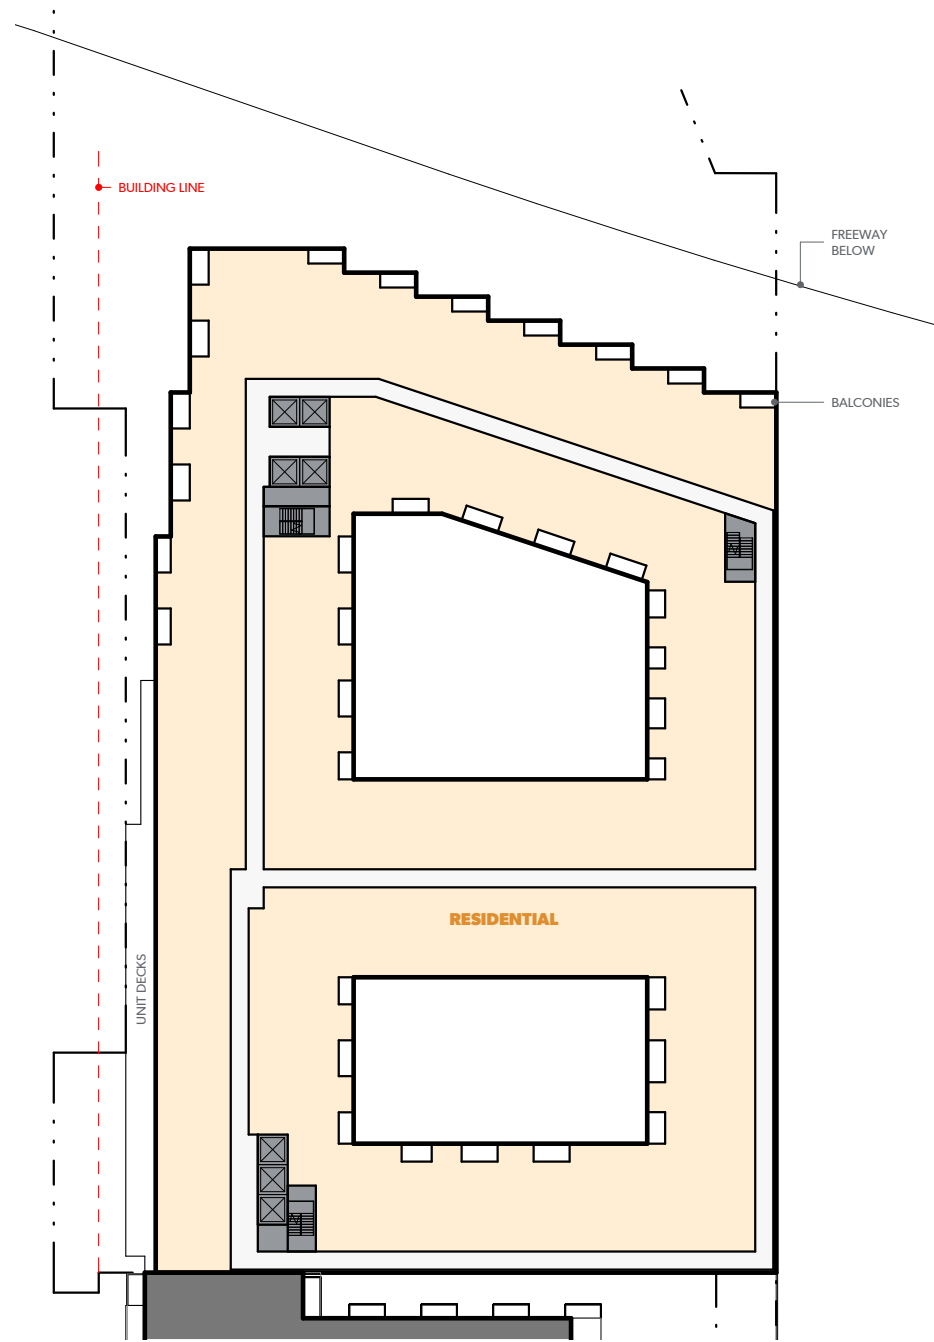 BUILDING LINE
FREEWAY
BELOW
BALCONIES
RESIDENTIAL
UNIT DECKS